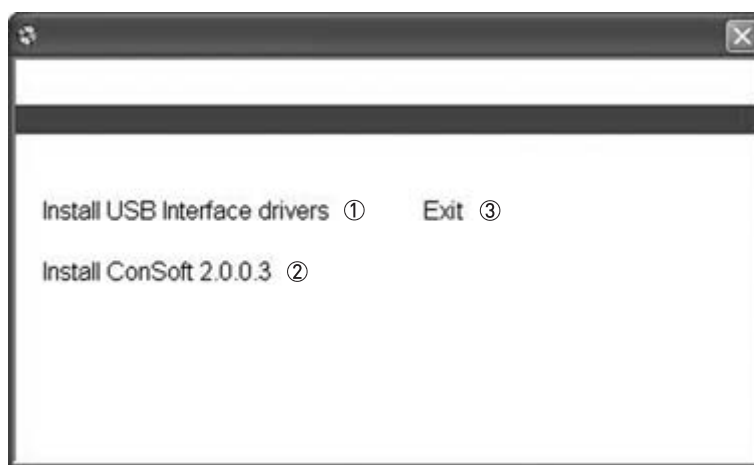 Install USB Interface drivers ①
Exit ③
Install ConSoft 2.0.0.3 ②